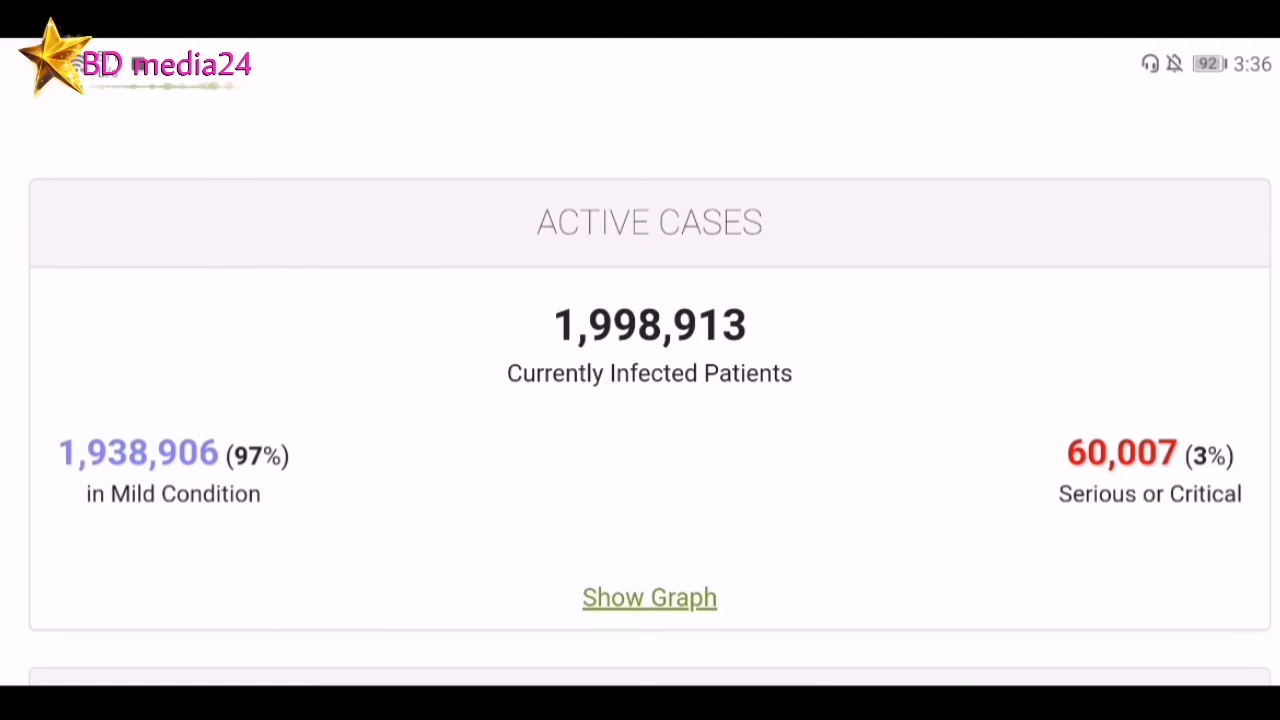 BD media24
92 3:36
ACTIVE CASES
1,998,913
Currently Infected Patients
1,938,906 (97%)
in Mild Condition
60,007 (3%)
Serious or Critical
Show Graph